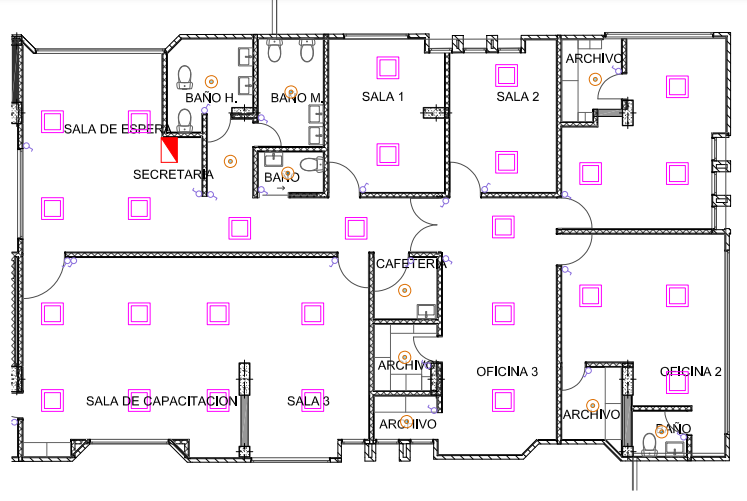 ARCHIVO
BAÑO H.
BAÑO M.
SALA 1
SALA 2
SALA DE ESPERA
SECRETARIA
BAÑO
CAFETERIA
ARCHIVO
OFICINA 3
OFICINA 2
SALA DE CAPACITACION
SALA 3
ARCHIVO
ARCHIVO
BAÑO